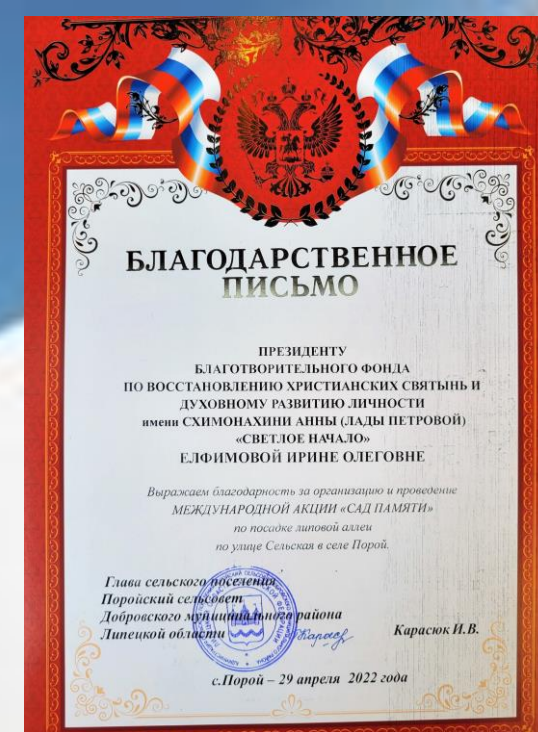 БЛАГОДАРСТВЕННОЕ
ПИСЬМО
ПРЕЗИДЕНТУ
БЛАГОТВОРИТЕЛЬНОГО ФОНДА
ПО ВОССТАНОВЛЕНИЮ ХРИСТИАНСКИХ СВЯТЫНЬ И
ДУХОВНОМУ РАЗВИТИЮ ЛИЧНОСТИ
имени СХИМОНАХИНИ АННЫ (ЛАДЫ ПЕТРОВОЙ)
«СВЕТЛОЕ НАЧАЛО»
ЕЛФИМОВОЙ ИРИНЕ ОЛЕГОВНЕ
Выражаем благодарность за организацию и проведение
МЕЖДУНАРОДНОЙ АКЦИИ «САД ПАМЯТИ»
по посадке липовой аллеи
по улице Сельская в селе Порой.
Глава сельского поселения
Поройский сельсовет
Добровского муниципального района
Липецкой области Карасюк И.В.
с.Порой – 29 апреля 2022 года